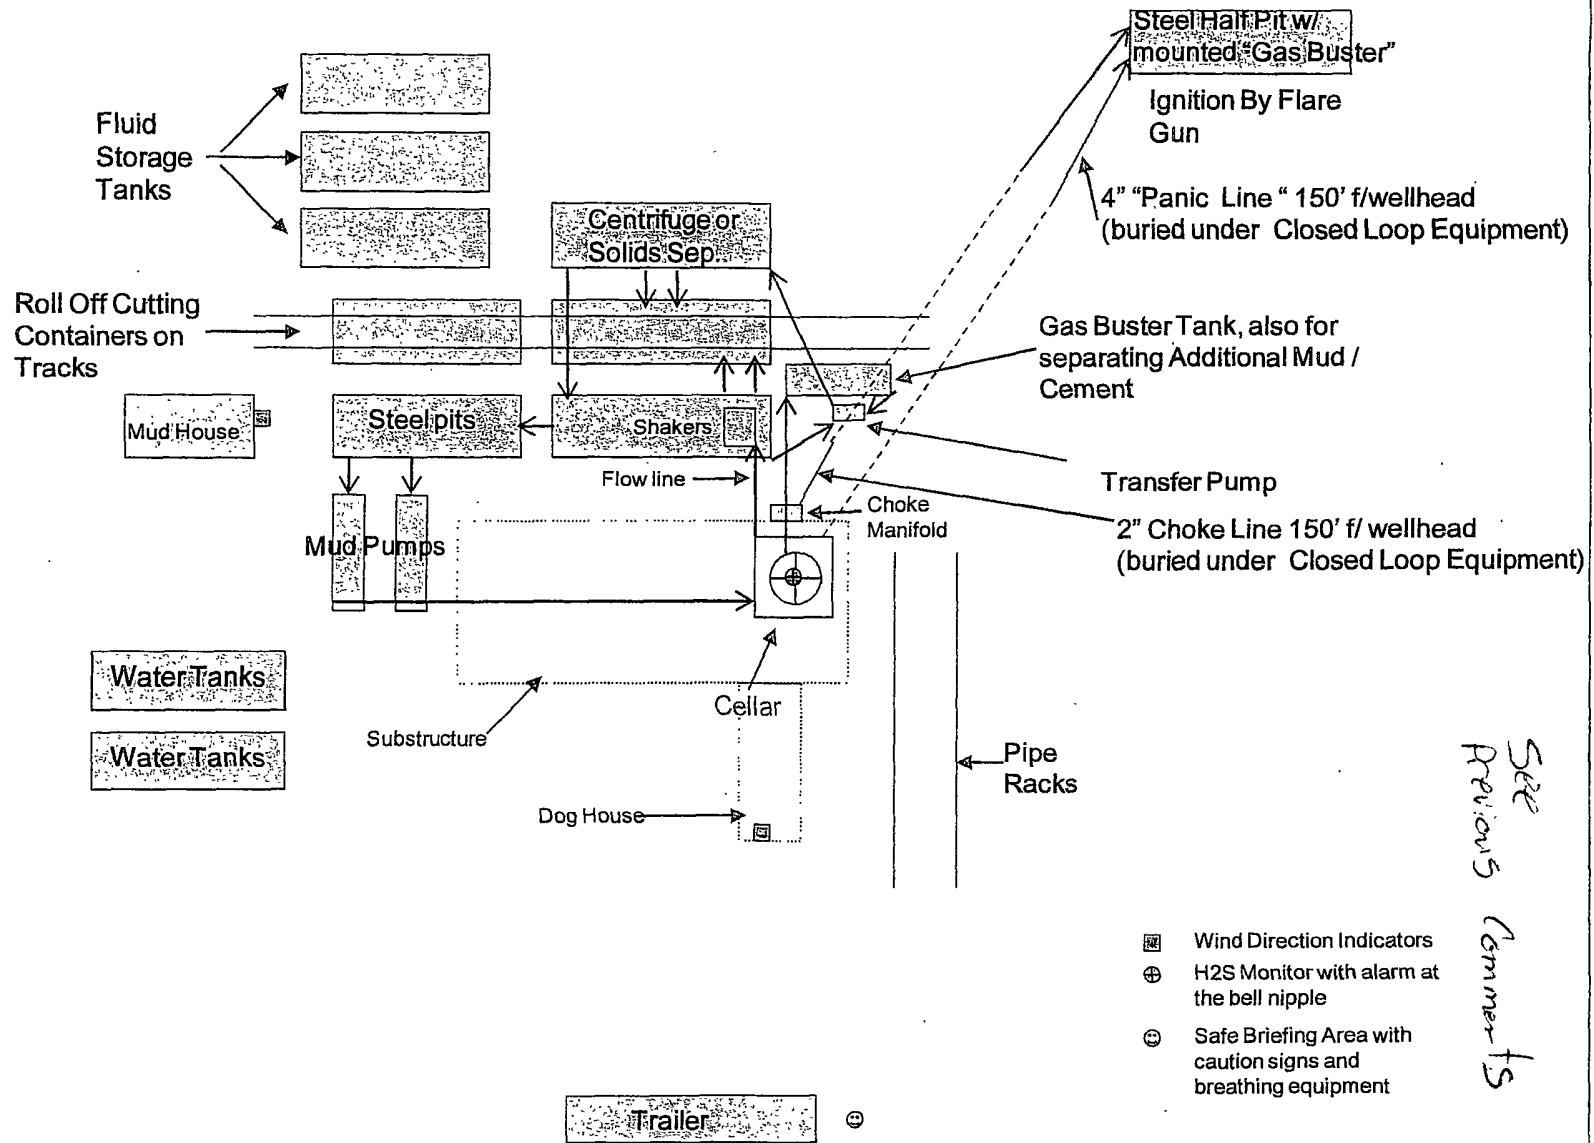 Steel Half Pit w/
mounted “Gas Buster”
Ignition By Flare
Gun
Fluid
Storage
Tanks
4” “Panic Line “ 150’ f/wellhead
(buried under Closed Loop Equipment)
Centrifuge or
Solids Sep.
Roll Off Cutting
Containers on
Tracks
Gas Buster Tank, also for
separating Additional Mud /
Cement
Mud House
Steel pits
Shakers
Flow line
Transfer Pump
Choke
Manifold
2” Choke Line 150’ f/ wellhead
(buried under Closed Loop Equipment)
Mud Pumps
Water Tanks
Cellar
Substructure
Water Tanks
Pipe
Racks
Dog House
See
Previous Comments
Wind Direction Indicators
H2S Monitor with alarm at
the bell nipple
Safe Briefing Area with
caution signs and
breathing equipment
Trailer